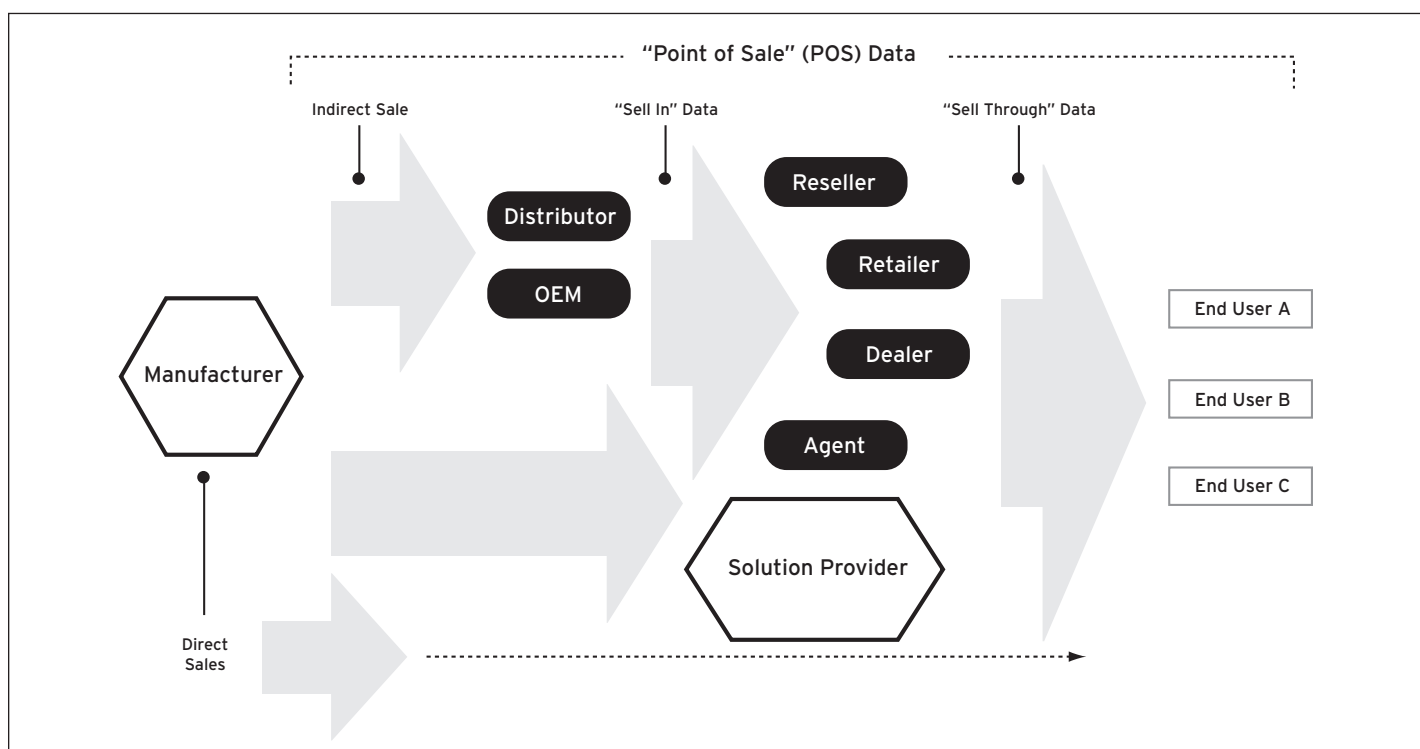 “Point of Sale” (POS) Data
Indirect Sale
“Sell In” Data
“Sell Through” Data
Reseller
Distributor
Retailer
OEM
End User A
Dealer
Manufacturer
End User B
Agent
End User C
Solution Provider
Direct
Sales